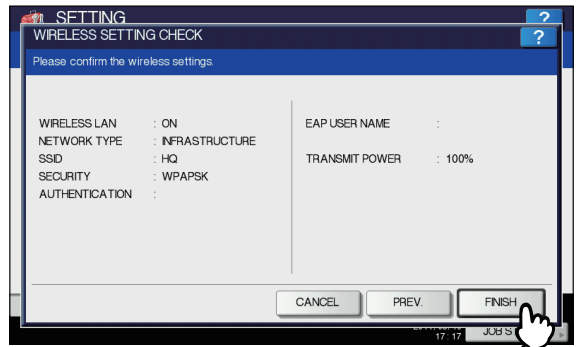 SETTING ?
WIRELESS SETTING CHECK ?
Please confirm the wireless settings.
WIRELESS LAN : ON
NETWORK TYPE : INFRASTRUCTURE
SSID : HQ
SECURITY : WPAPSK
AUTHENTICATION :
EAP USER NAME :
TRANSMIT POWER : 100%
CANCEL PREV. FINISH
17:17 JOB S